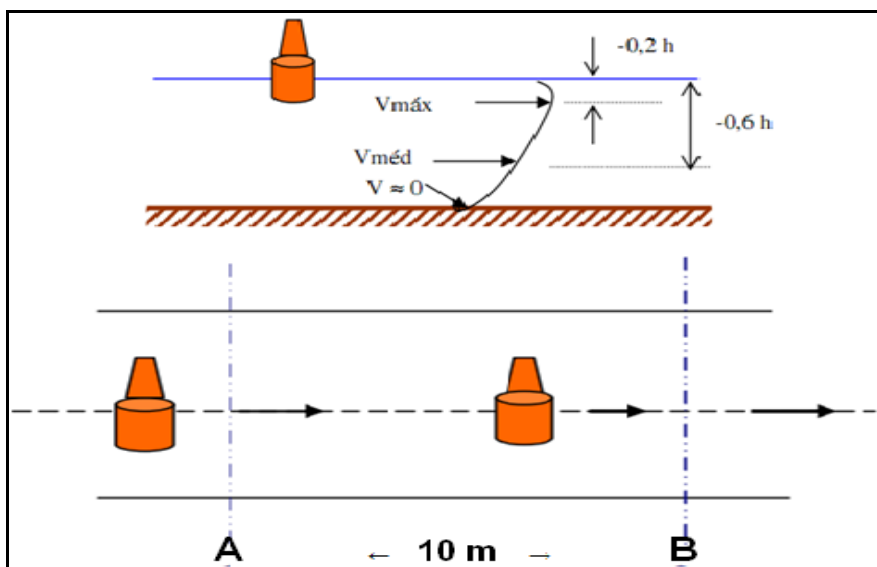 -0,2 h
Vmáx
-0,6 h
Vméd
V ≈ 0
A ← 10 m → B